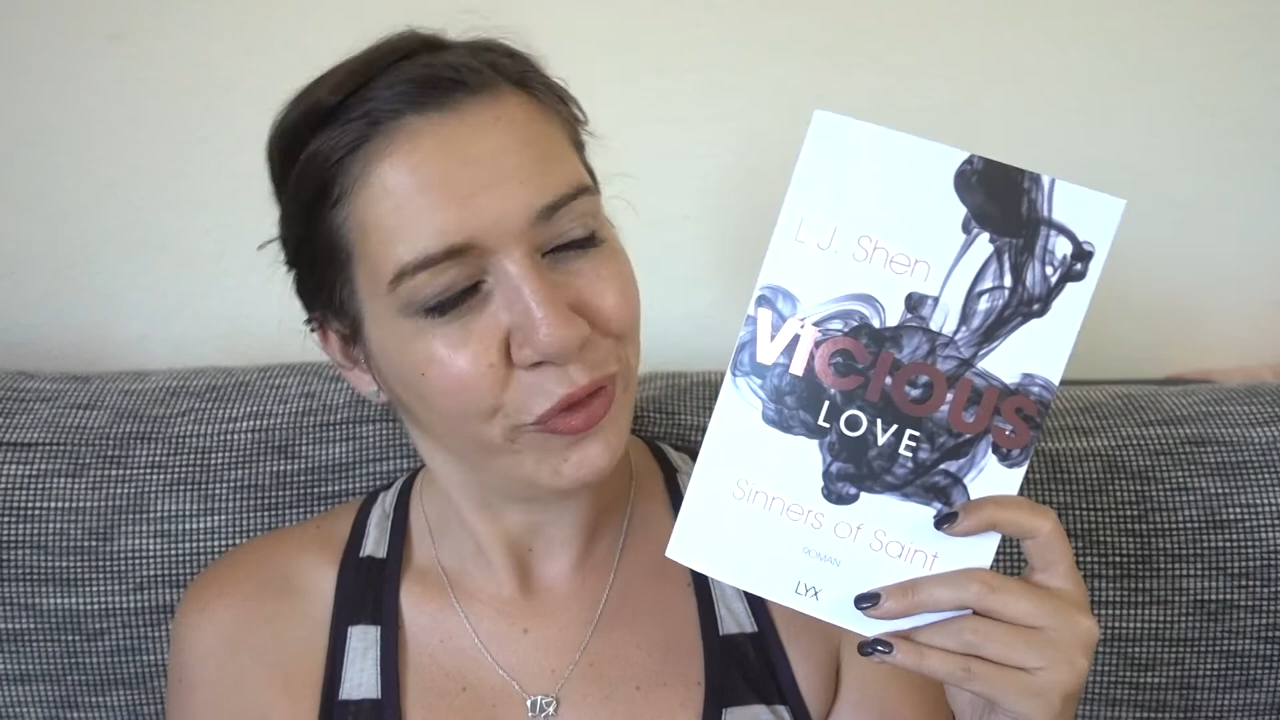 L. J. Shen
VICIOUS
LOVE
Sinners of Saint
ROMAN
LYX